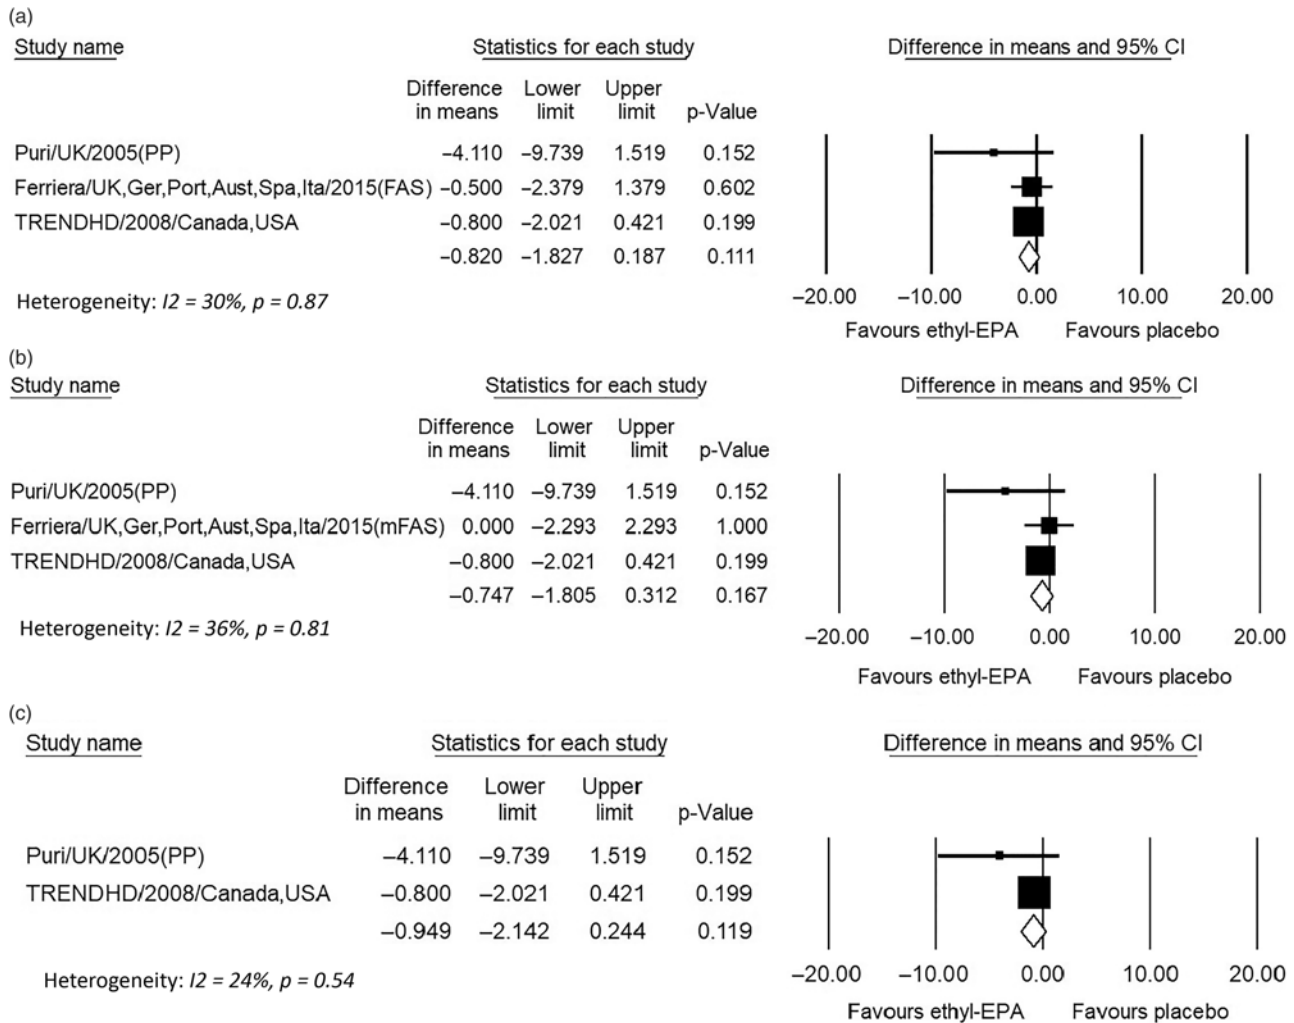 (a)
Study name Statistics for each study Difference in means and 95% CI
Difference Lower Upper
in means limit limit p-Value
Puri/UK/2005(PP) −4.110 −9.739 1.519 0.152
Ferriera/UK,Ger,Port,Aust,Spa,Ita/2015(FAS) −0.500 −2.379 1.379 0.602
TRENDHD/2008/Canada,USA −0.800 −2.021 0.421 0.199
−0.820 −1.827 0.187 0.111
Heterogeneity: I2 = 30%, p = 0.87
−20.00 −10.00 0.00 10.00 20.00
Favours ethyl-EPA Favours placebo
(b)
Study name Statistics for each study Difference in means and 95% CI
Difference Lower Upper
in means limit limit p-Value
Puri/UK/2005(PP) −4.110 −9.739 1.519 0.152
Ferriera/UK,Ger,Port,Aust,Spa,Ita/2015(mFAS) 0.000 −2.293 2.293 1.000
TRENDHD/2008/Canada,USA −0.800 −2.021 0.421 0.199
−0.747 −1.805 0.312 0.167
Heterogeneity: I2 = 36%, p = 0.81
−20.00 −10.00 0.00 10.00 20.00
Favours ethyl-EPA Favours placebo
(c)
Study name Statistics for each study Difference in means and 95% CI
Difference Lower Upper
in means limit limit p-Value
Puri/UK/2005(PP) −4.110 −9.739 1.519 0.152
TRENDHD/2008/Canada,USA −0.800 −2.021 0.421 0.199
−0.949 −2.142 0.244 0.119
Heterogeneity: I2 = 24%, p = 0.54
−20.00 −10.00 0.00 10.00 20.00
Favours ethyl-EPA Favours placebo